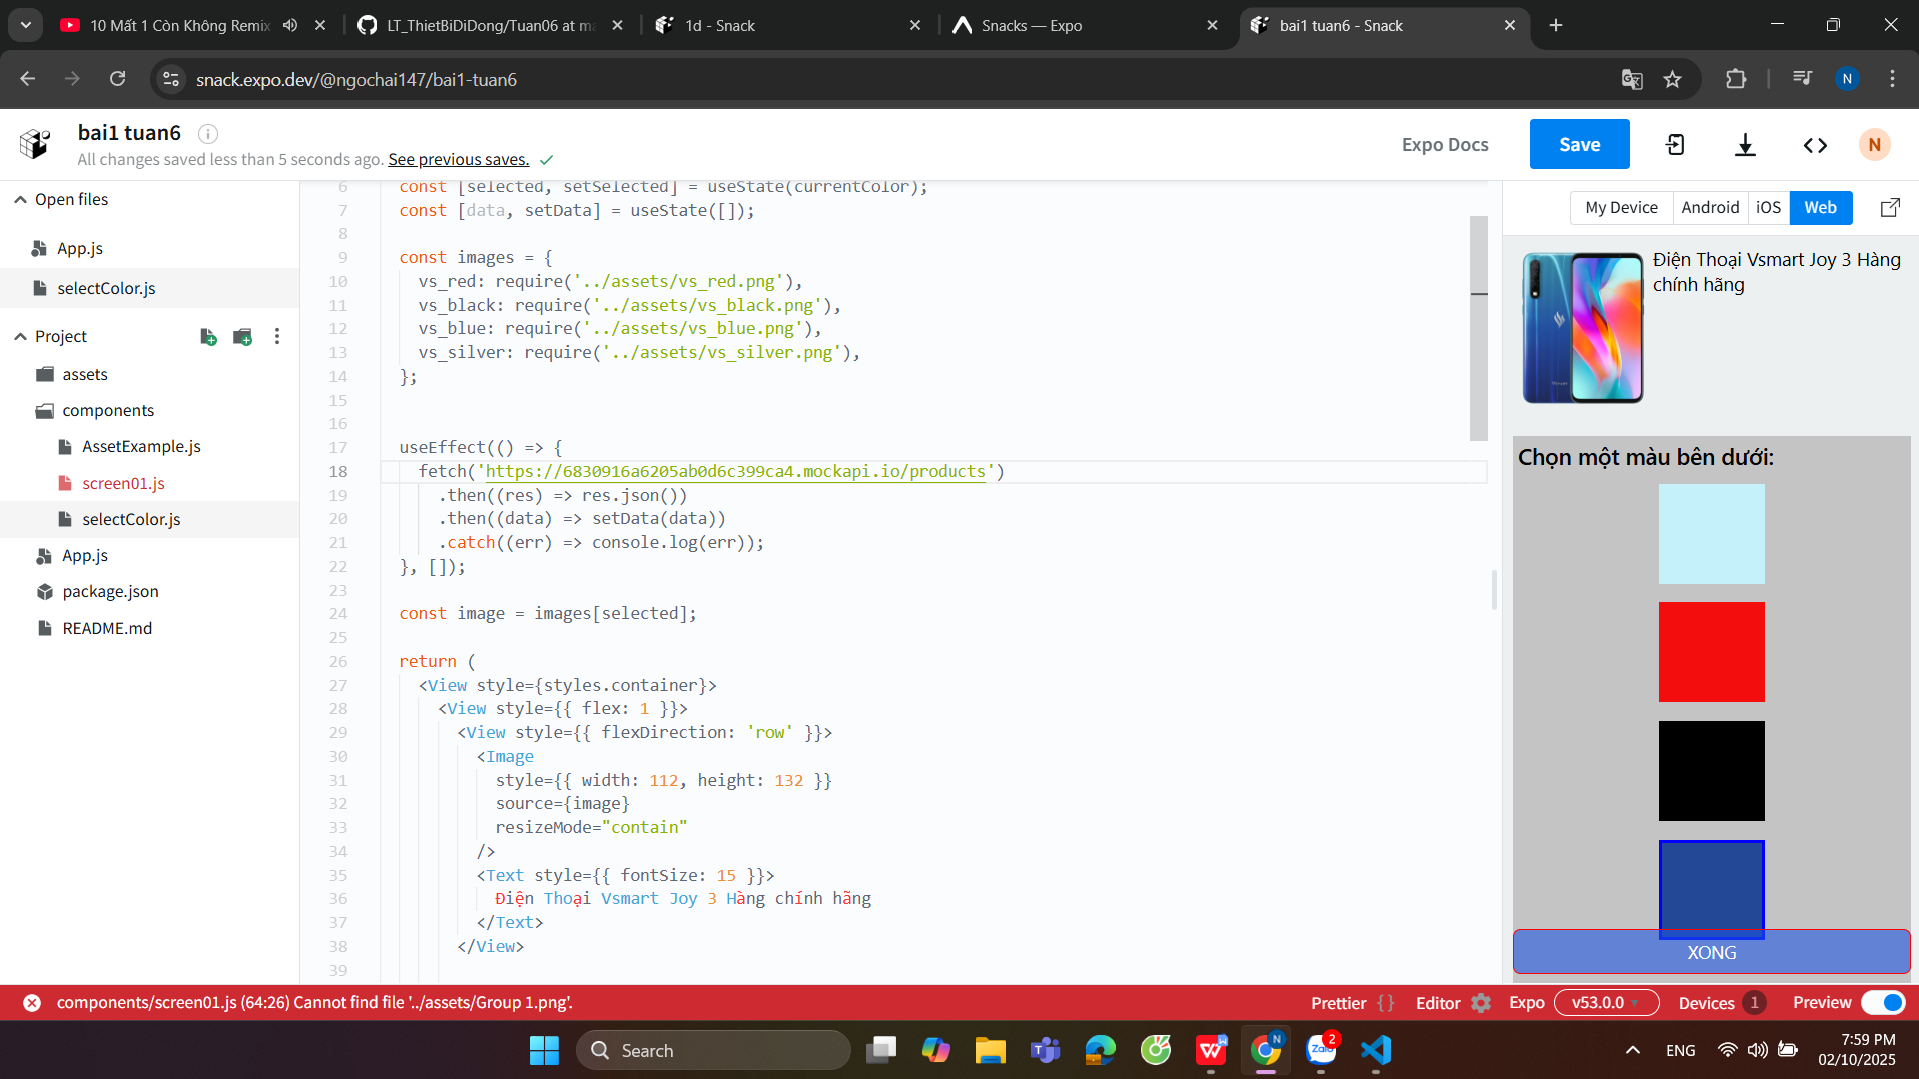 10 Mất 1 Còn Không Remix
LT_ThietBiDiDong/Tuan06 at ma
1d - Snack
Snacks — Expo
bai1 tuan6 - Snack
snack.expo.dev/@ngochai147/bai1-tuan6
N
bai1 tuan6
All changes saved less than 5 seconds ago. See previous saves.
Expo Docs
Save
N
Open files
App.js
selectColor.js
Project
assets
components
AssetExample.js
screen01.js
selectColor.js
App.js
package.json
README.md
6 const [selected, setSelected] = useState(currentColor);
7 const [data, setData] = useState([]);
8
9 const images = {
10 vs_red: require('../assets/vs_red.png'),
11 vs_black: require('../assets/vs_black.png'),
12 vs_blue: require('../assets/vs_blue.png'),
13 vs_silver: require('../assets/vs_silver.png'),
14 };
15
16
17 useEffect(() => {
18 fetch('https://6830916a6205ab0d6c399ca4.mockapi.io/products')
19 .then((res) => res.json())
20 .then((data) => setData(data))
21 .catch((err) => console.log(err));
22 }, []);
23
24 const image = images[selected];
25
26 return (
27 <View style={styles.container}>
28 <View style={{ flex: 1 }}>
29 <View style={{ flexDirection: 'row' }}>
30 <Image
31 style={{ width: 112, height: 132 }}
32 source={image}
33 resizeMode="contain"
34 />
35 <Text style={{ fontSize: 15 }}>
36 Điện Thoại Vsmart Joy 3 Hàng chính hãng
37 </Text>
38 </View>
39
My Device
Android
iOS
Web
Điện Thoại Vsmart Joy 3 Hàng
chính hãng
Chọn một màu bên dưới:
XONG
components/screen01.js (64:26) Cannot find file '../assets/Group 1.png'.
Prettier { }
Editor
Expo
v53.0.0
Devices 1
Preview
Search
N
Zalo
2
ENG
7:59 PM
02/10/2025